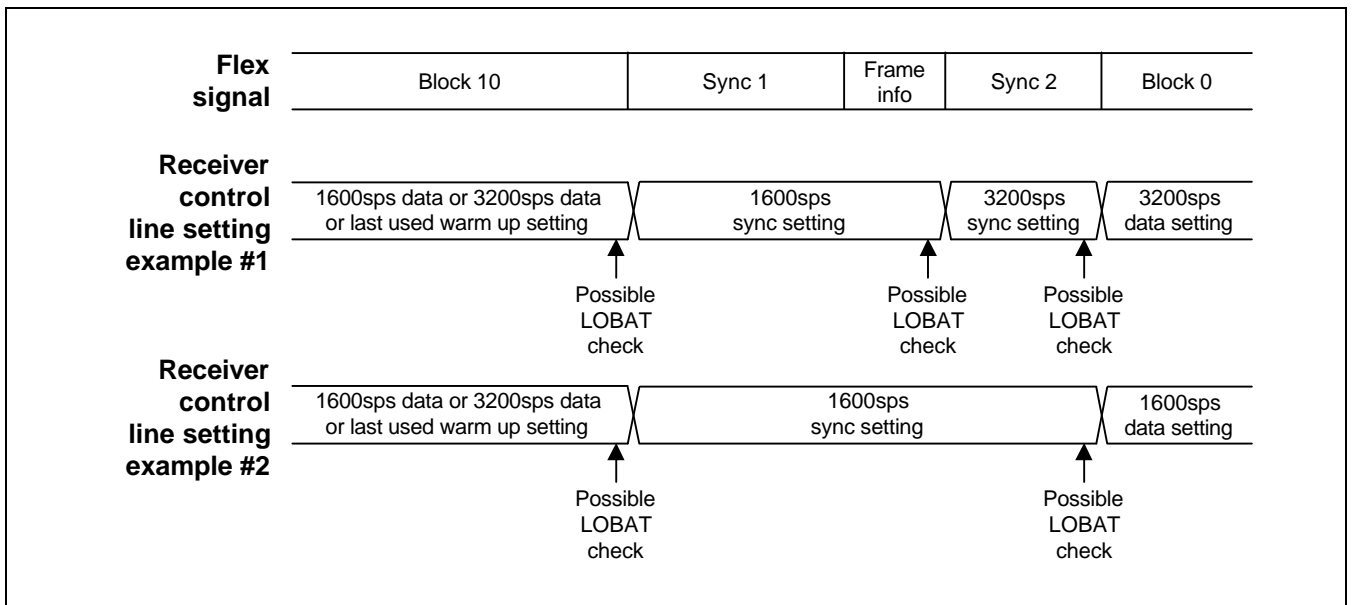 Flex
signal
Block 10
Sync 1
Frame
info
Sync 2
Block 0
Receiver
control
line setting
example #1
1600sps data or 3200sps data
or last used warm up setting
1600sps
sync setting
3200sps
sync setting
3200sps
data setting
Possible
LOBAT
check
Possible
LOBAT
check
Possible
LOBAT
check
Receiver
control
line setting
example #2
1600sps data or 3200sps data
or last used warm up setting
1600sps
sync setting
1600sps
data setting
Possible
LOBAT
check
Possible
LOBAT
check